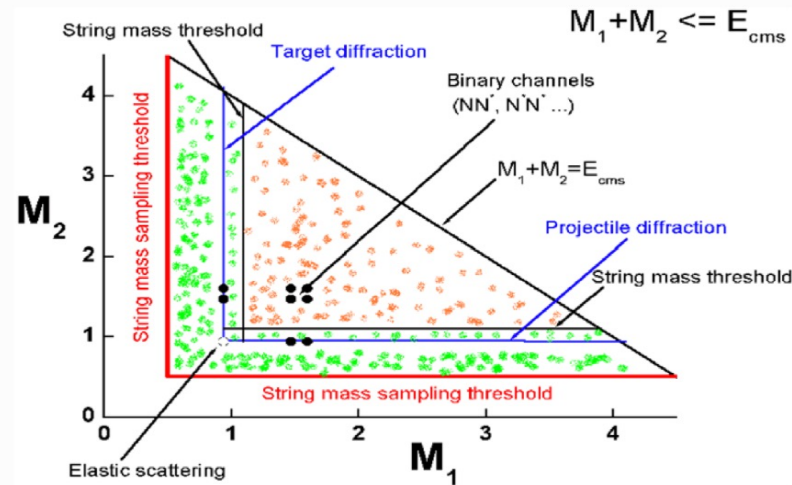 M₁+M₂ <= E_cms
String mass threshold
Target diffraction
Binary channels
(NN*, N*N* ...)
M₁+M₂=E_cms
Projectile diffraction
String mass threshold
String mass sampling threshold
M₂
4
3
2
1
0
String mass sampling threshold
0
1
2
3
4
M₁
Elastic scattering